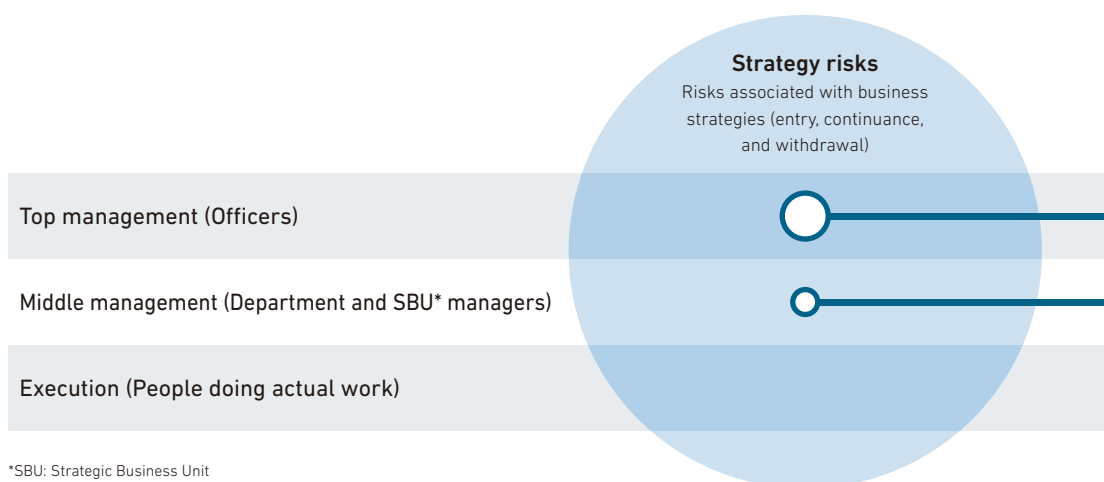 Strategy risks
Risks associated with business
strategies (entry, continuance,
and withdrawal)
Top management (Officers)
Middle management (Department and SBU* managers)
Execution (People doing actual work)
*SBU: Strategic Business Unit